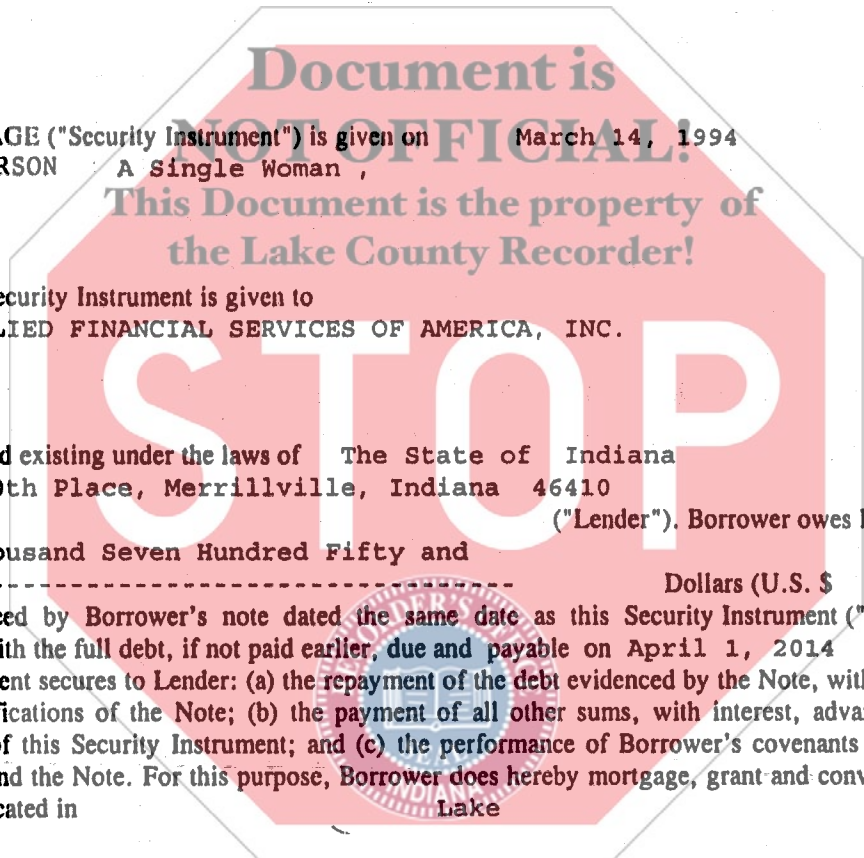 Document is
NOT OFFICIAL!
AGE ("Security Instrument") is given on March 14, 1994
RSON A Single Woman ,
This Document is the property of
the Lake County Recorder!
ecurity Instrument is given to
LIED FINANCIAL SERVICES OF AMERICA, INC.
STOP
d existing under the laws of The State of Indiana
0th Place, Merrillville, Indiana 46410
("Lender"). Borrower owes
ousand Seven Hundred Fifty and
Dollars (U.S. $
ced by Borrower's note dated the same date as this Security Instrument ("
ith the full debt, if not paid earlier, due and payable on April 1, 2014
ent secures to Lender: (a) the repayment of the debt evidenced by the Note, wit
ications of the Note; (b) the payment of all other sums, with interest, adva
f this Security Instrument; and (c) the performance of Borrower's covenants
nd the Note. For this purpose, Borrower does hereby mortgage, grant and conv
cated in Lake
INDIANA